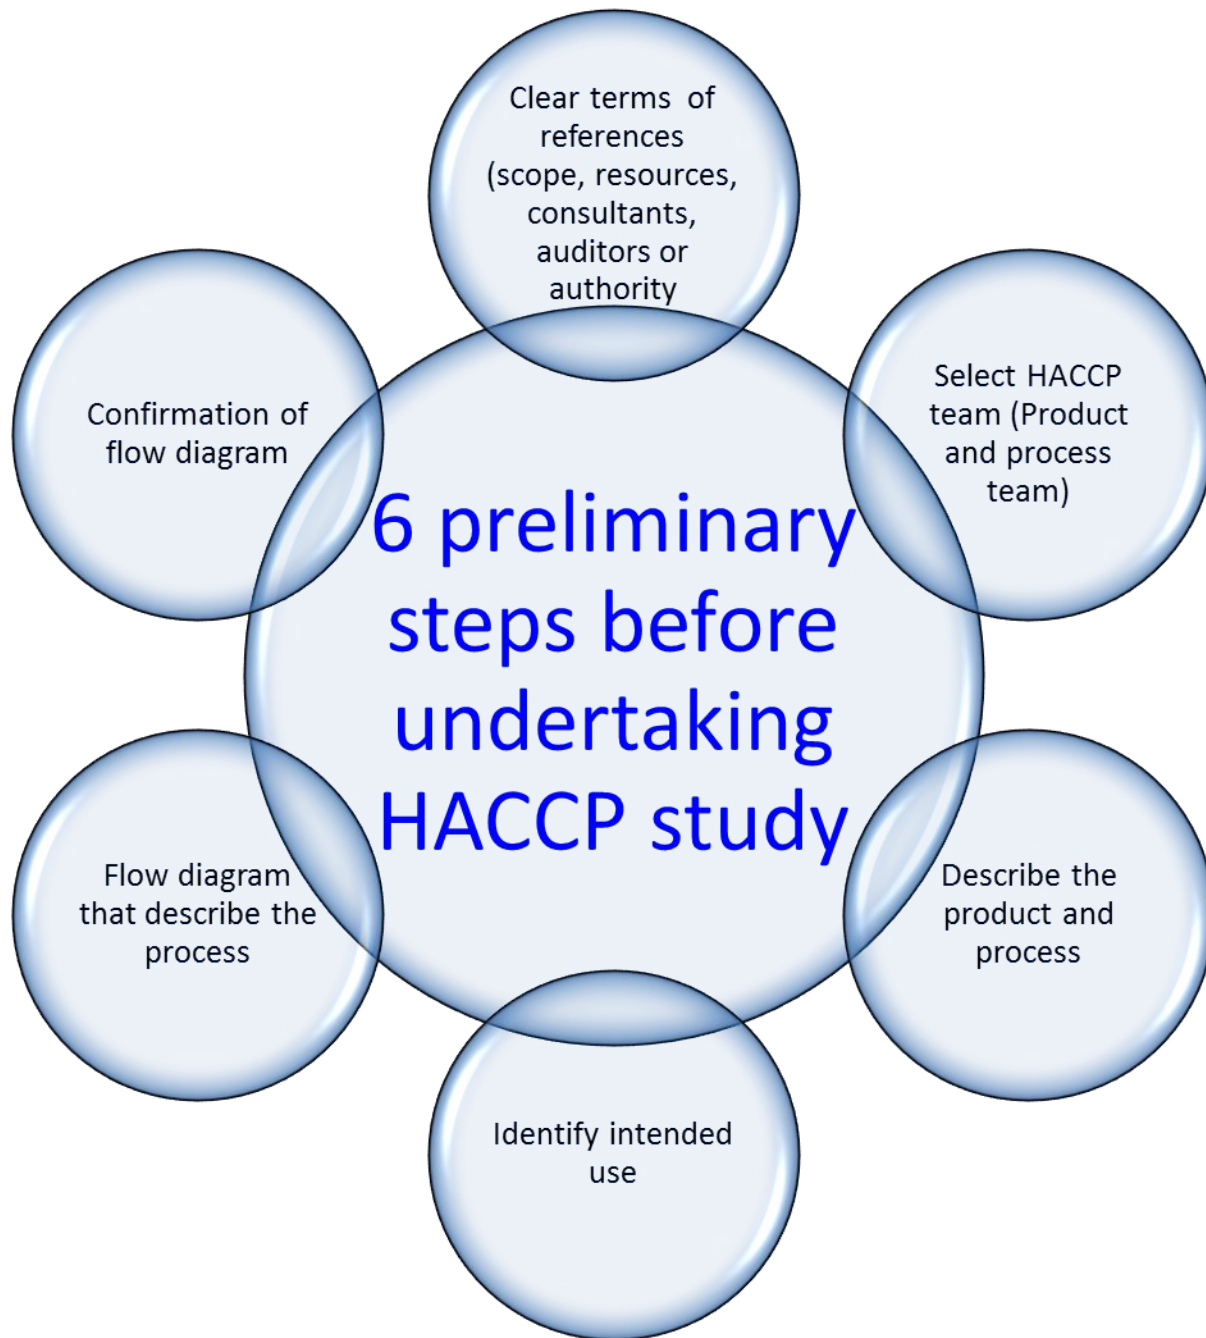 Clear terms of
references
(scope, resources,
consultants,
auditors or
authority
Select HACCP
team (Product
and process
team)
Describe the
product and
process
Identify intended
use
Flow diagram
that describe the
process
Confirmation of
flow diagram
6 preliminary
steps before
undertaking
HACCP study